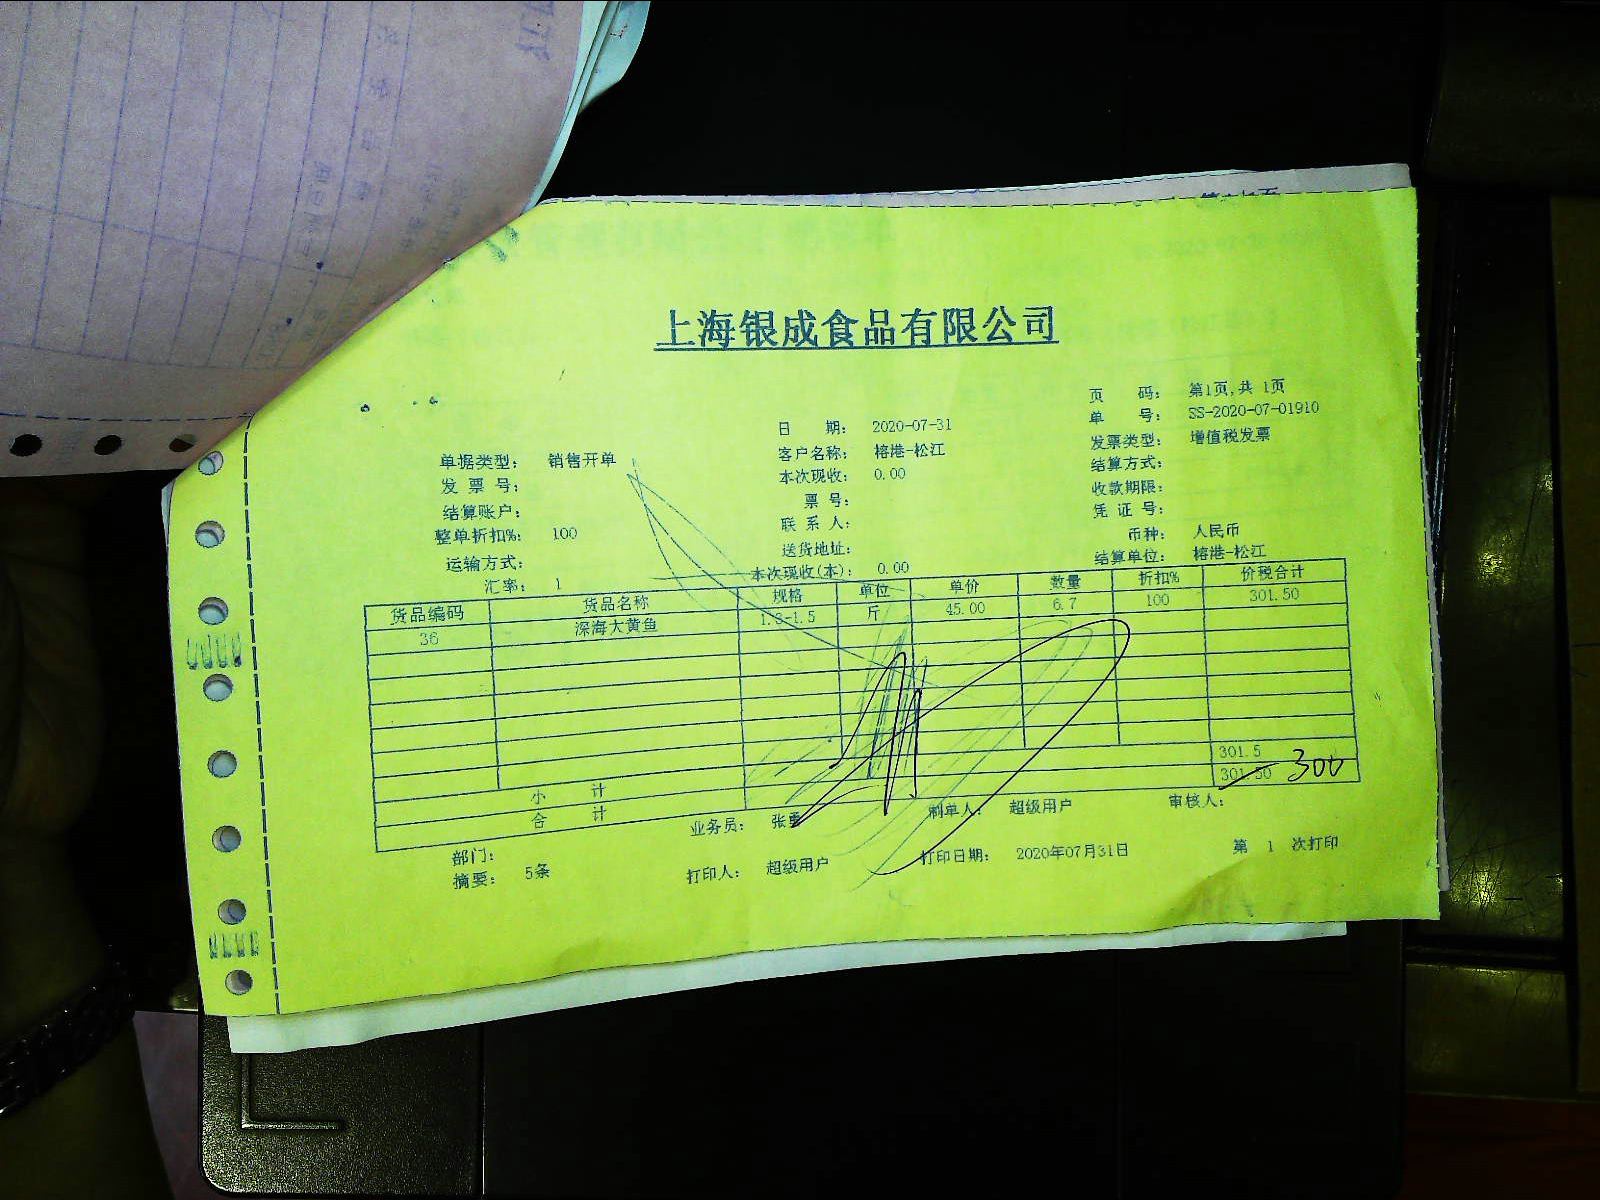 上海银成食品有限公司
页 码： 第1页,共 1页
日 期： 2020-07-31 单 号： SS-2020-07-01910
单据类型： 销售开单 客户名称： 榕港-松江 发票类型： 增值税发票
发 票 号： 本次现收： 0.00 结算方式：
结算账户： 票 号： 收款期限：
整单折扣%： 100 联 系 人： 凭 证 号：
运输方式： 送货地址： 币种： 人民币
汇率： 1 本次现收(本)： 0.00 结算单位： 榕港-松江
货品编码 货品名称 规格 单位 单价 数量 折扣% 价税合计
36 深海大黄鱼 1.3-1.5 斤 45.00 6.7 100 301.50
小 计 301.5
合 计 301.50 300
部门： 业务员： 张勇 制单人： 超级用户 审核人：
摘要： 5条 打印人： 超级用户 打印日期： 2020年07月31日 第 1 次打印